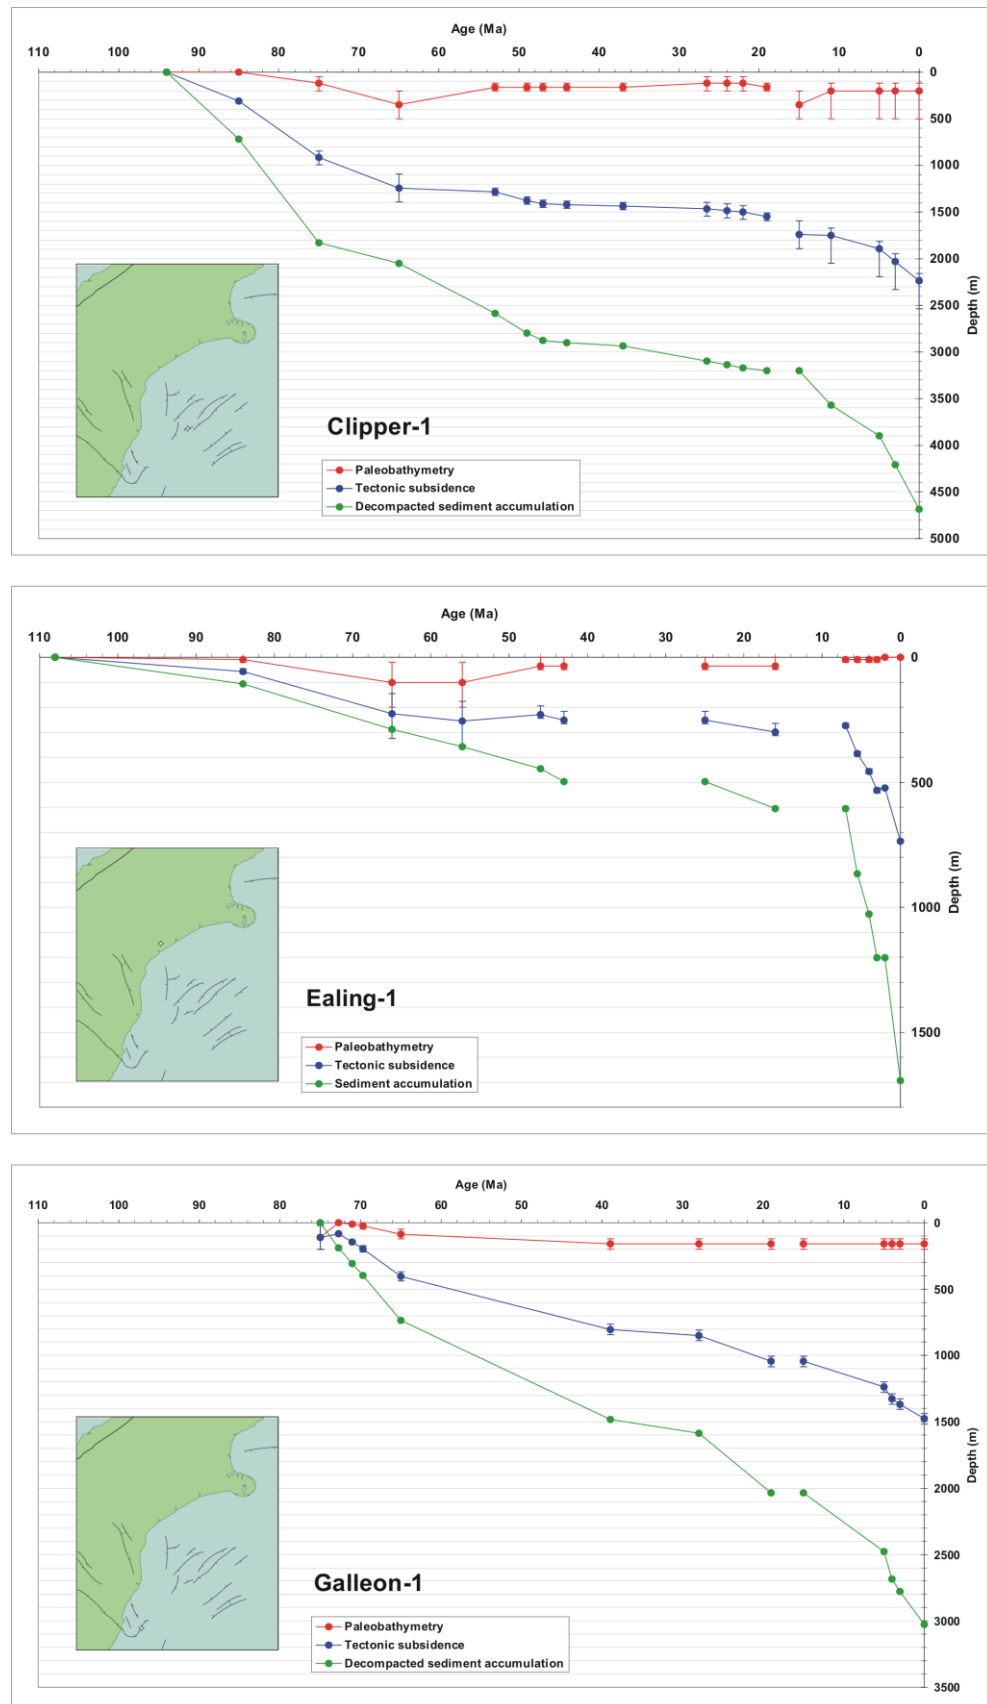 Age (Ma)
110 100 90 80 70 60 50 40 30 20 10 0
0
500
1000
1500
2000
2500
3000
3500
4000
4500
5000
Depth (m)
Clipper-1
Paleobathymetry
Tectonic subsidence
Decompacted sediment accumulation
Age (Ma)
110 100 90 80 70 60 50 40 30 20 10 0
0
500
1000
1500
Depth (m)
Ealing-1
Paleobathymetry
Tectonic subsidence
Sediment accumulation
Age (Ma)
110 100 90 80 70 60 50 40 30 20 10 0
0
500
1000
1500
2000
2500
3000
3500
Depth (m)
Galleon-1
Paleobathymetry
Tectonic subsidence
Decompacted sediment accumulation